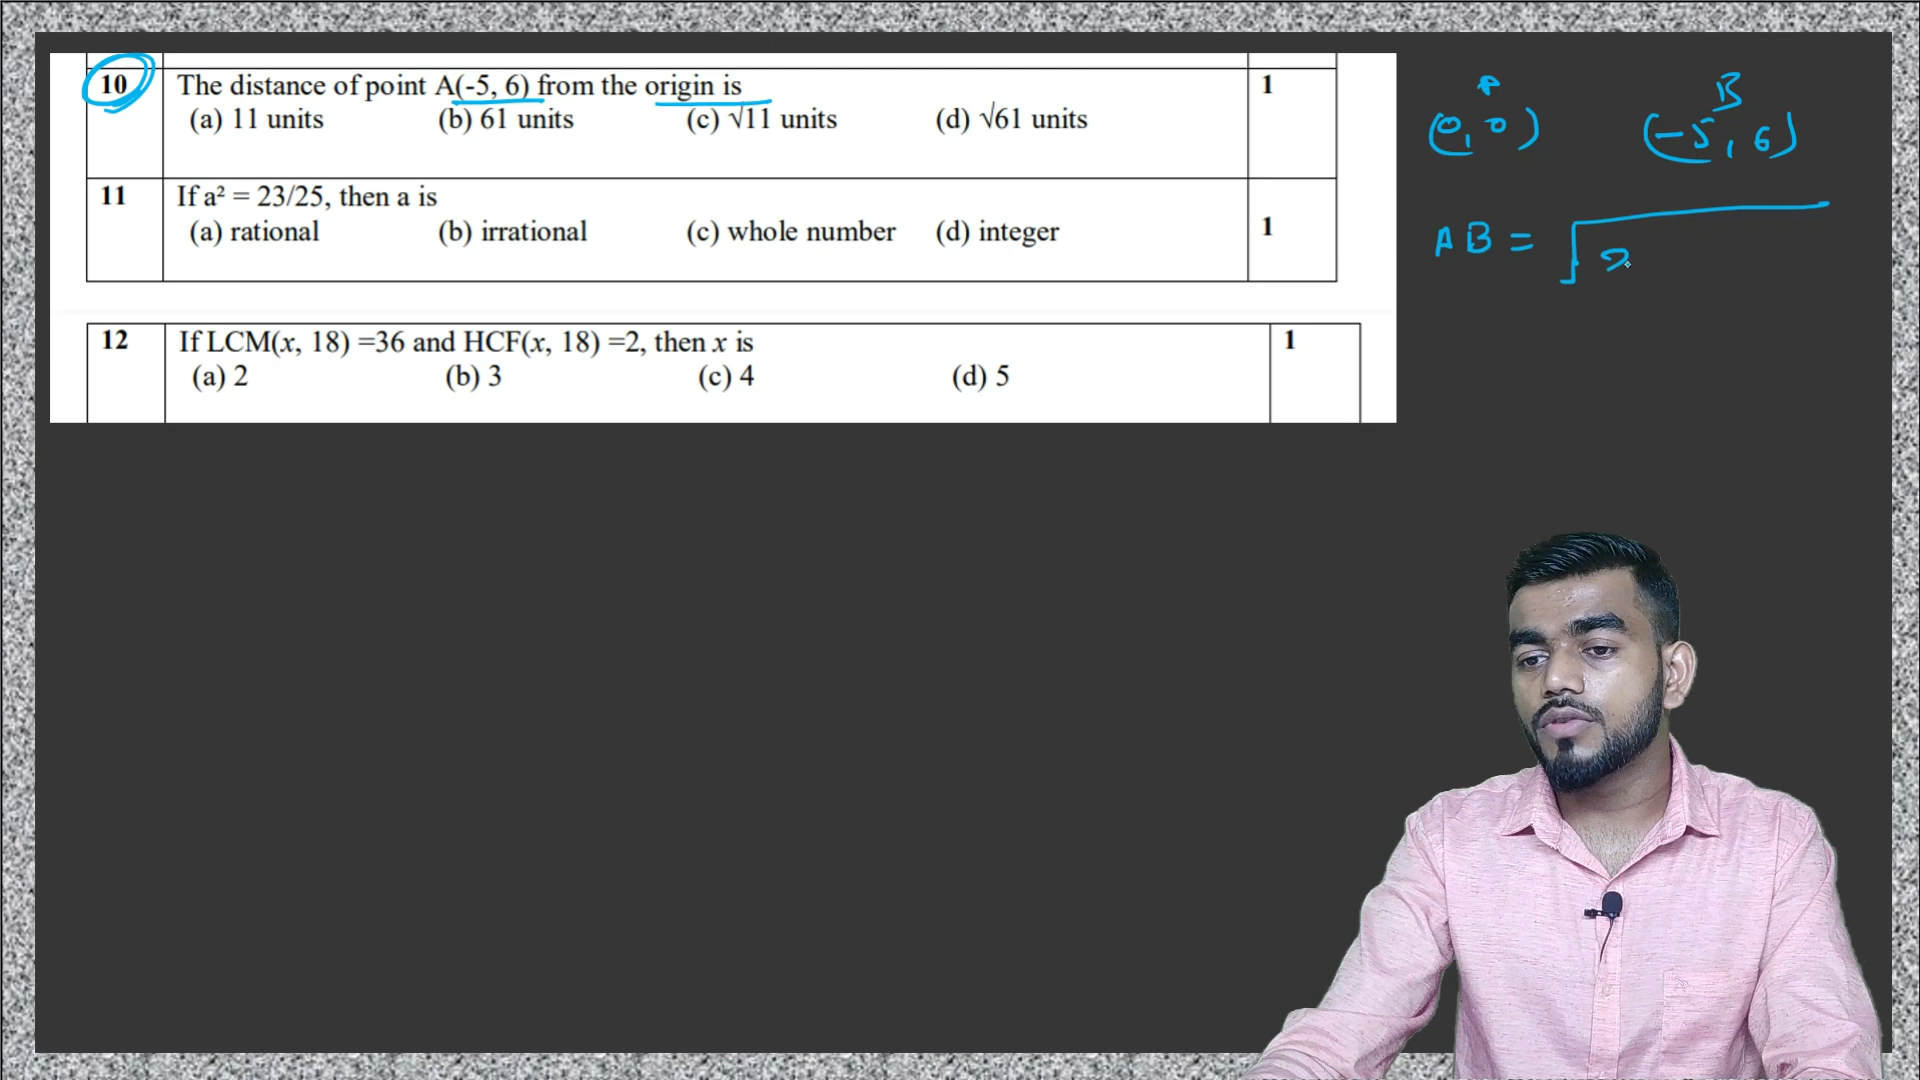 10 The distance of point A(-5, 6) from the origin is 1
(a) 11 units (b) 61 units (c) √11 units (d) √61 units
11 If a² = 23/25, then a is
(a) rational (b) irrational (c) whole number (d) integer 1
12 If LCM(x, 18) =36 and HCF(x, 18) =2, then x is 1
(a) 2 (b) 3 (c) 4 (d) 5
B
(0, 0) (-5, 6)
AB = √